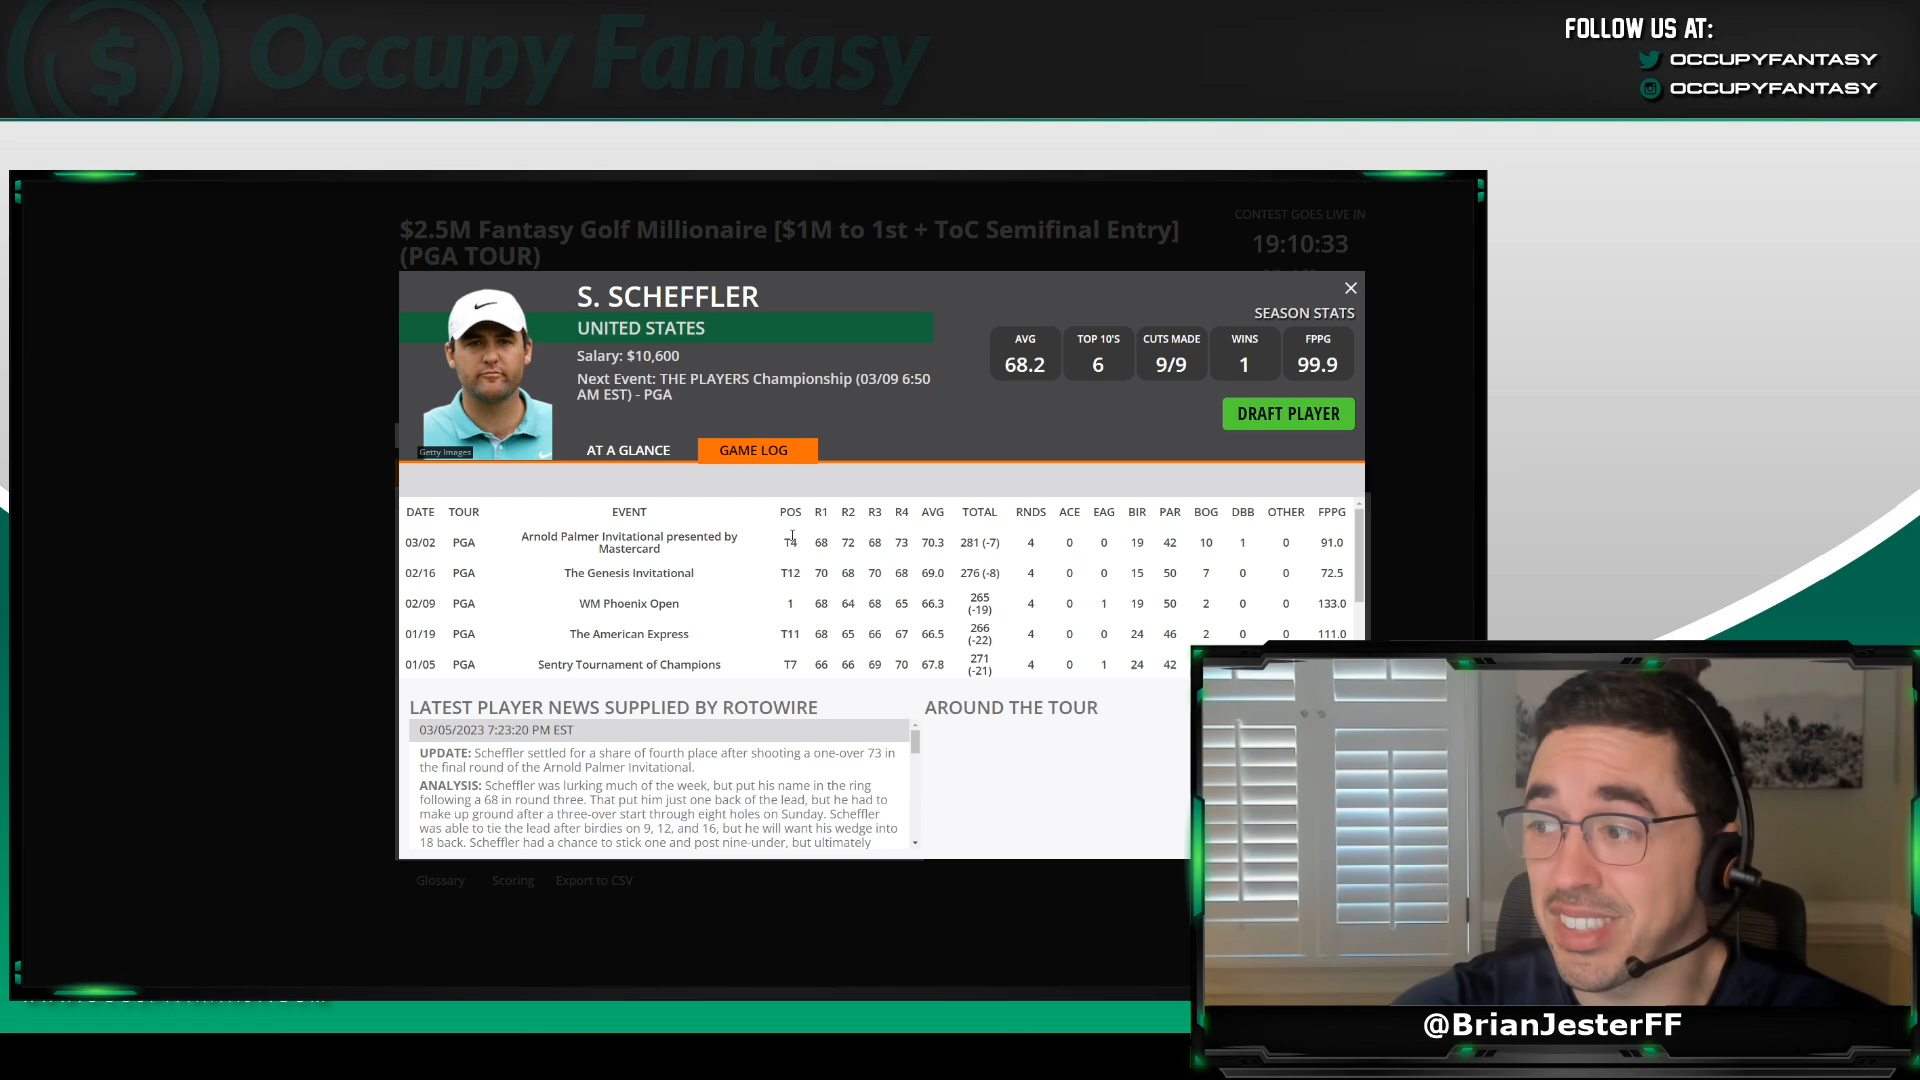 Occupy Fantasy
FOLLOW US AT:
OCCUPYFANTASY
OCCUPYFANTASY
$2.5M Fantasy Golf Millionaire [$1M to 1st + ToC Semifinal Entry]
(PGA TOUR)
CONTEST GOES LIVE IN
19:10:33
S. SCHEFFLER
UNITED STATES
Salary: $10,600
Next Event: THE PLAYERS Championship (03/09 6:50
AM EST) - PGA
Getty Images
SEASON STATS
AVG TOP 10'S CUTS MADE WINS FPPG
68.2 6 9/9 1 99.9
DRAFT PLAYER
AT A GLANCE GAME LOG
DATE TOUR EVENT POS R1 R2 R3 R4 AVG TOTAL RNDS ACE EAG BIR PAR BOG DBB OTHER FPPG
03/02 PGA Arnold Palmer Invitational presented by
Mastercard T4 68 72 68 73 70.3 281 (-7) 4 0 0 19 42 10 1 0 91.0
02/16 PGA The Genesis Invitational T12 70 68 70 68 69.0 276 (-8) 4 0 0 15 50 7 0 0 72.5
02/09 PGA WM Phoenix Open 1 68 64 68 65 66.3 265
(-19) 4 0 1 19 50 2 0 0 133.0
01/19 PGA The American Express T11 68 65 66 67 66.5 266
(-22) 4 0 0 24 46 2 0 0 111.0
01/05 PGA Sentry Tournament of Champions T7 66 66 69 70 67.8 271
(-21) 4 0 1 24 42
LATEST PLAYER NEWS SUPPLIED BY ROTOWIRE
03/05/2023 7:23:20 PM EST
UPDATE: Scheffler settled for a share of fourth place after shooting a one-over 73 in
the final round of the Arnold Palmer Invitational.
ANALYSIS: Scheffler was lurking much of the week, but put his name in the ring
following a 68 in round three. That put him just one back of the lead, but he had to
make up ground after a three-over start through eight holes on Sunday. Scheffler
was able to tie the lead after birdies on 9, 12, and 16, but he will want his wedge into
18 back. Scheffler had a chance to stick one and post nine-under, but ultimately
AROUND THE TOUR
Glossary Scoring Export to CSV
@BrianJesterFF